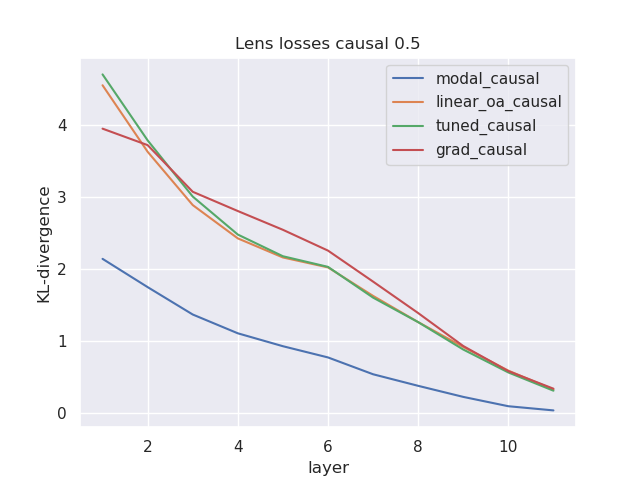 Lens losses causal 0.5
modal_causal
linear_oa_causal
tuned_causal
grad_causal
KL-divergence
4
3
2
1
0
2 4 6 8 10
layer